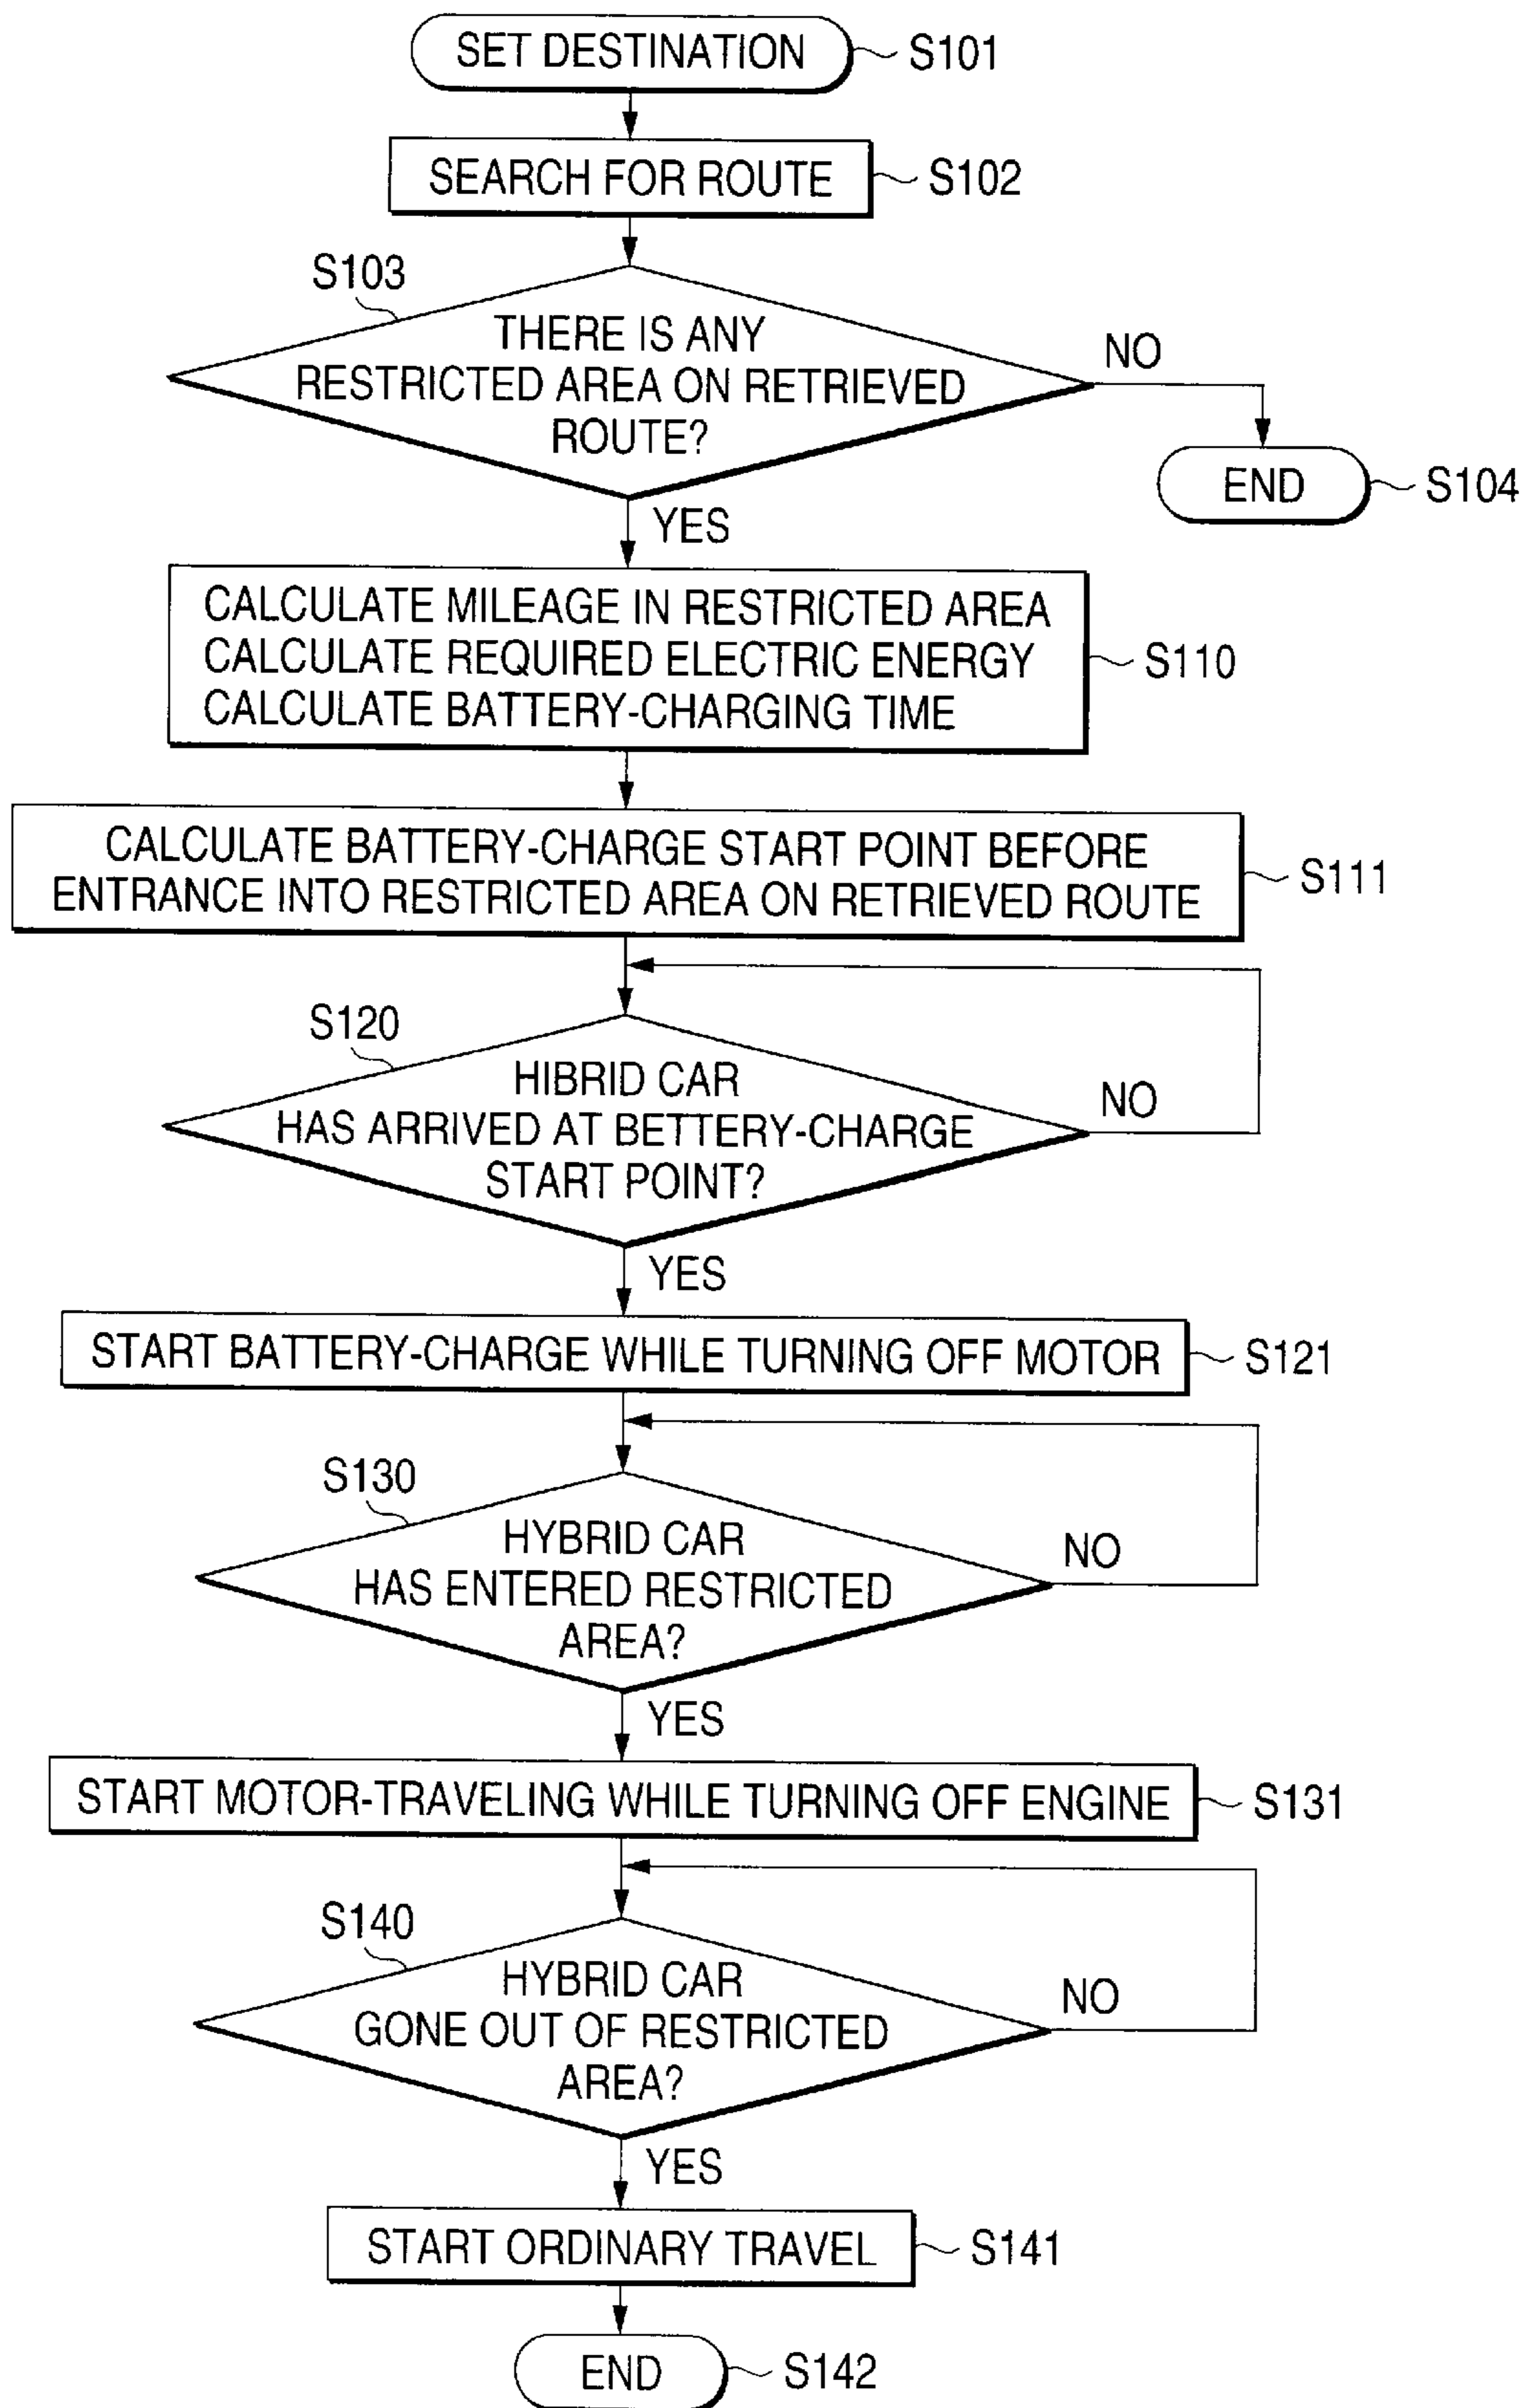 SET DESTINATION
S101
SEARCH FOR ROUTE
S102
S103
THERE IS ANY
RESTRICTED AREA ON RETRIEVED
ROUTE?
NO
END
S104
YES
CALCULATE MILEAGE IN RESTRICTED AREA
CALCULATE REQUIRED ELECTRIC ENERGY
CALCULATE BATTERY-CHARGING TIME
S110
CALCULATE BATTERY-CHARGE START POINT BEFORE
ENTRANCE INTO RESTRICTED AREA ON RETRIEVED ROUTE
S111
S120
HIBRID CAR
HAS ARRIVED AT BETTERY-CHARGE
START POINT?
NO
YES
START BATTERY-CHARGE WHILE TURNING OFF MOTOR
S121
S130
HYBRID CAR
HAS ENTERED RESTRICTED
AREA?
NO
YES
START MOTOR-TRAVELING WHILE TURNING OFF ENGINE
S131
S140
HYBRID CAR
GONE OUT OF RESTRICTED
AREA?
NO
YES
START ORDINARY TRAVEL
S141
END
S142